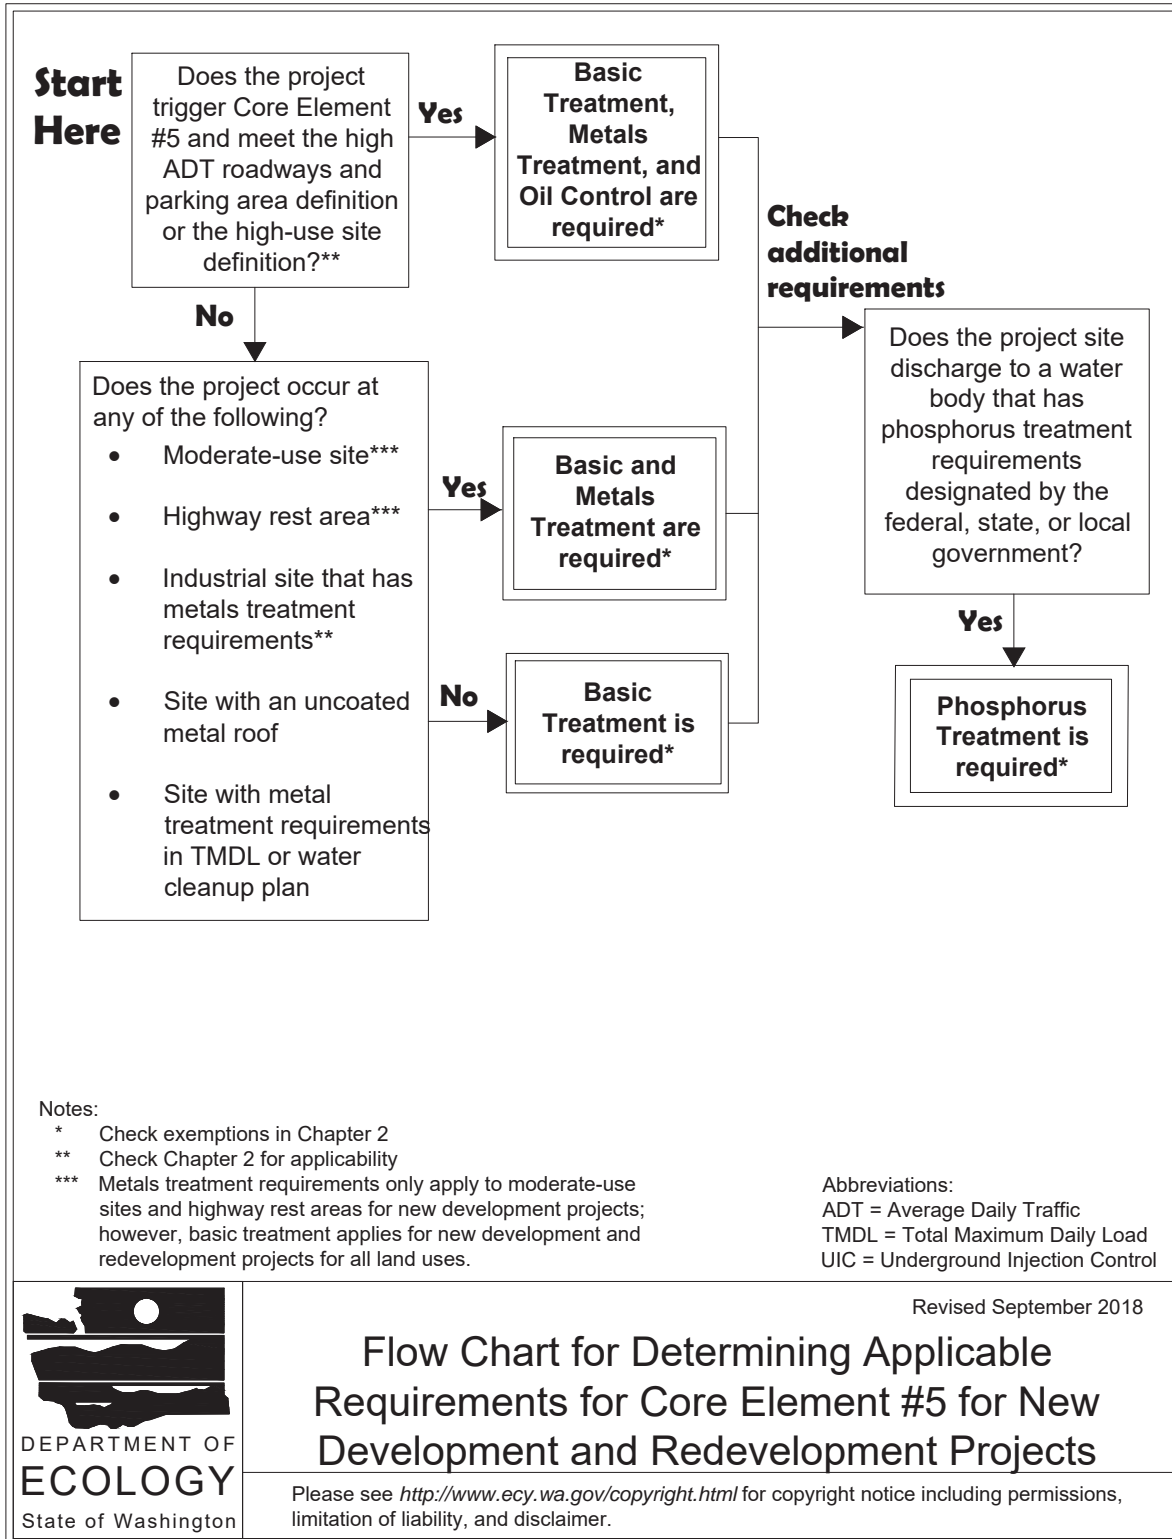 Start
Here
Does the project
trigger Core Element
#5 and meet the high
ADT roadways and
parking area definition
or the high-use site
definition?**
Yes
Basic
Treatment,
Metals
Treatment, and
Oil Control are
required*
Check
additional
requirements
No
Does the project occur at
any of the following?
• Moderate-use site***
• Highway rest area***
• Industrial site that has
metals treatment
requirements**
• Site with an uncoated
metal roof
• Site with metal
treatment requirements
in TMDL or water
cleanup plan
Yes
Basic and
Metals
Treatment are
required*
No
Basic
Treatment is
required*
Does the project site
discharge to a water
body that has
phosphorus treatment
requirements
designated by the
federal, state, or local
government?
Yes
Phosphorus
Treatment is
required*
Notes:
* Check exemptions in Chapter 2
** Check Chapter 2 for applicability
*** Metals treatment requirements only apply to moderate-use
sites and highway rest areas for new development projects;
however, basic treatment applies for new development and
redevelopment projects for all land uses.
Abbreviations:
ADT = Average Daily Traffic
TMDL = Total Maximum Daily Load
UIC = Underground Injection Control
DEPARTMENT OF
ECOLOGY
State of Washington
Revised September 2018
Flow Chart for Determining Applicable
Requirements for Core Element #5 for New
Development and Redevelopment Projects
Please see http://www.ecy.wa.gov/copyright.html for copyright notice including permissions,
limitation of liability, and disclaimer.